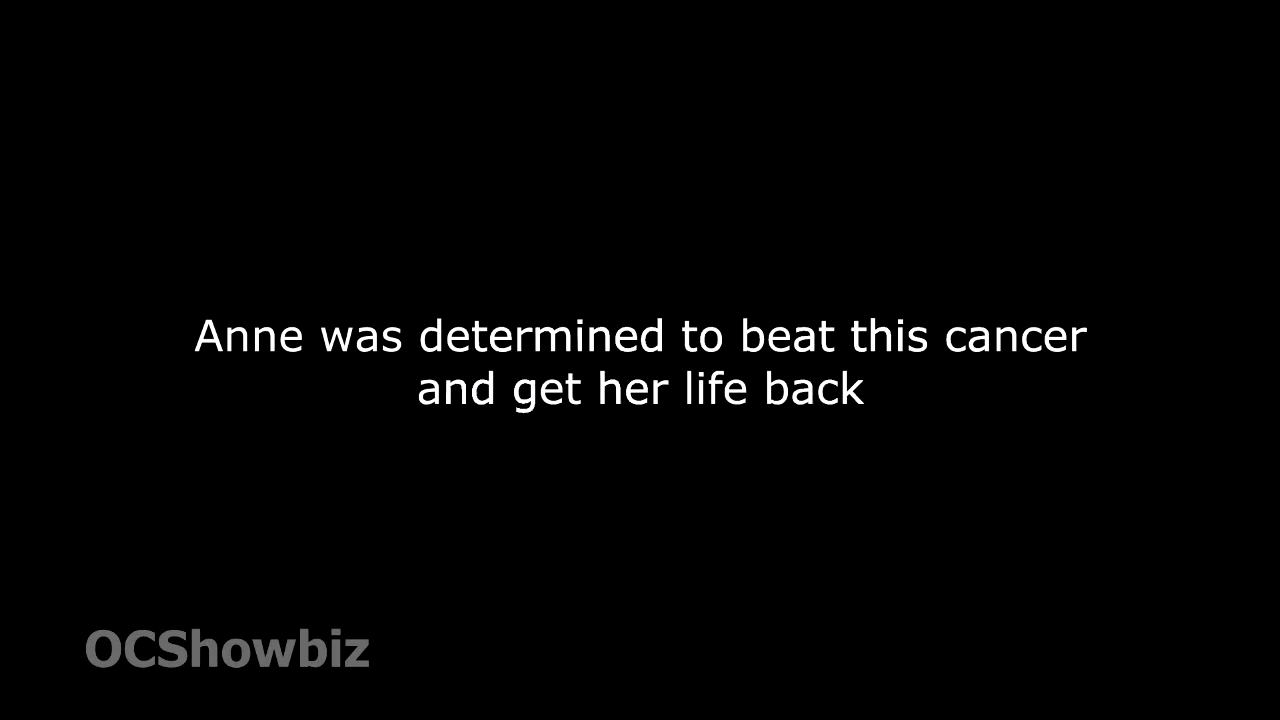 Anne was determined to beat this cancer
and get her life back
OCShowbiz